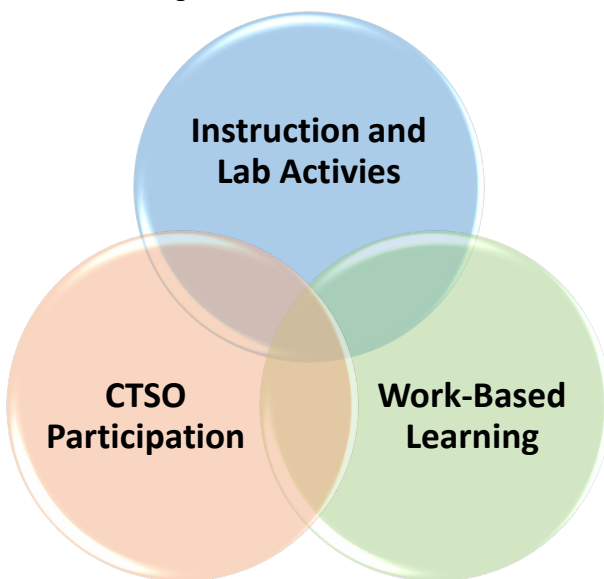 Instruction and
Lab Activies
CTSO
Participation
Work-Based
Learning